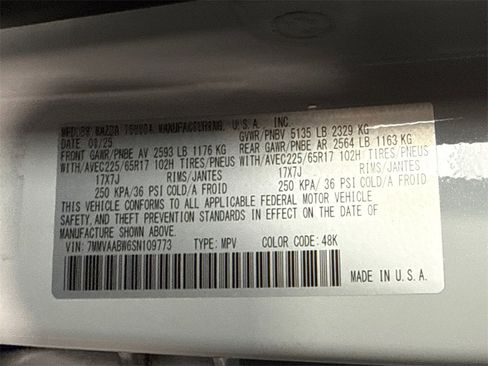 MFD.BY MAZDA TOYOTA MANUFACTURING, U.S.A., INC.
DATE 01/25 GVWR/PNBV 5135 LB 2329 KG
FRONT GAWR/PNBE AV 2593 LB 1176 KG REAR GAWR/PNBE AR 2564 LB 1163 KG
WITH/AVEC225/65R17 102H TIRES/PNEUS WITH/AVEC225/65R17 102H TIRES/PNEUS
17X7J RIMS/JANTES 17X7J RIMS/JANTES
250 KPA/36 PSI COLD/A FROID 250 KPA/ 36 PSI COLD/A FROID
THIS VEHICLE CONFORMS TO ALL APPLICABLE FEDERAL MOTOR VEHICLE
SAFETY, AND THEFT PREVENTION STANDARDS IN EFFECT ON THE DATE OF
MANUFACTURE SHOWN ABOVE.
VIN: 7MMVAABW6SN109773 TYPE: MPV COLOR CODE: 48K
MADE IN U.S.A.